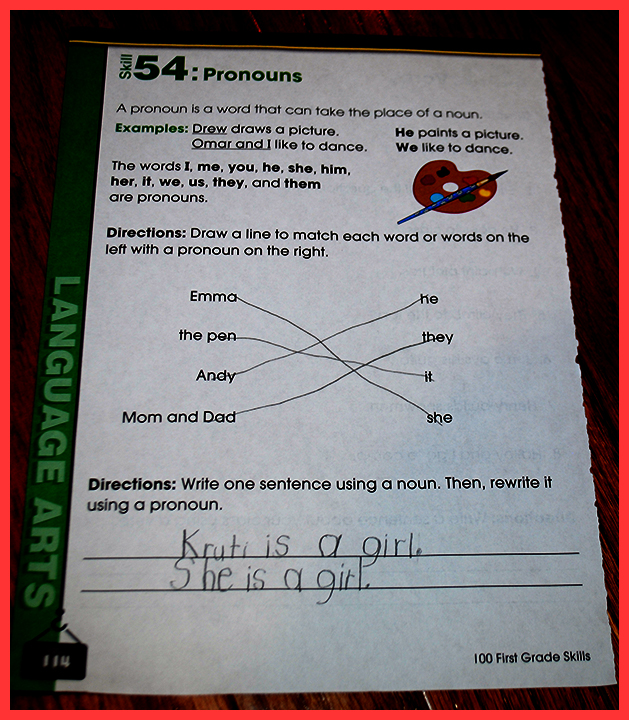 Skill 54: Pronouns
A pronoun is a word that can take the place of a noun.
Examples: Drew draws a picture. He paints a picture.
Omar and I like to dance. We like to dance.
The words I, me, you, he, she, him,
her, it, we, us, they, and them
are pronouns.
Directions: Draw a line to match each word or words on the
left with a pronoun on the right.
Emma he
the pen they
Andy it
Mom and Dad she
Directions: Write one sentence using a noun. Then, rewrite it
using a pronoun.
Kruti is a girl.
She is a girl.
LANGUAGE ARTS
114
100 First Grade Skills